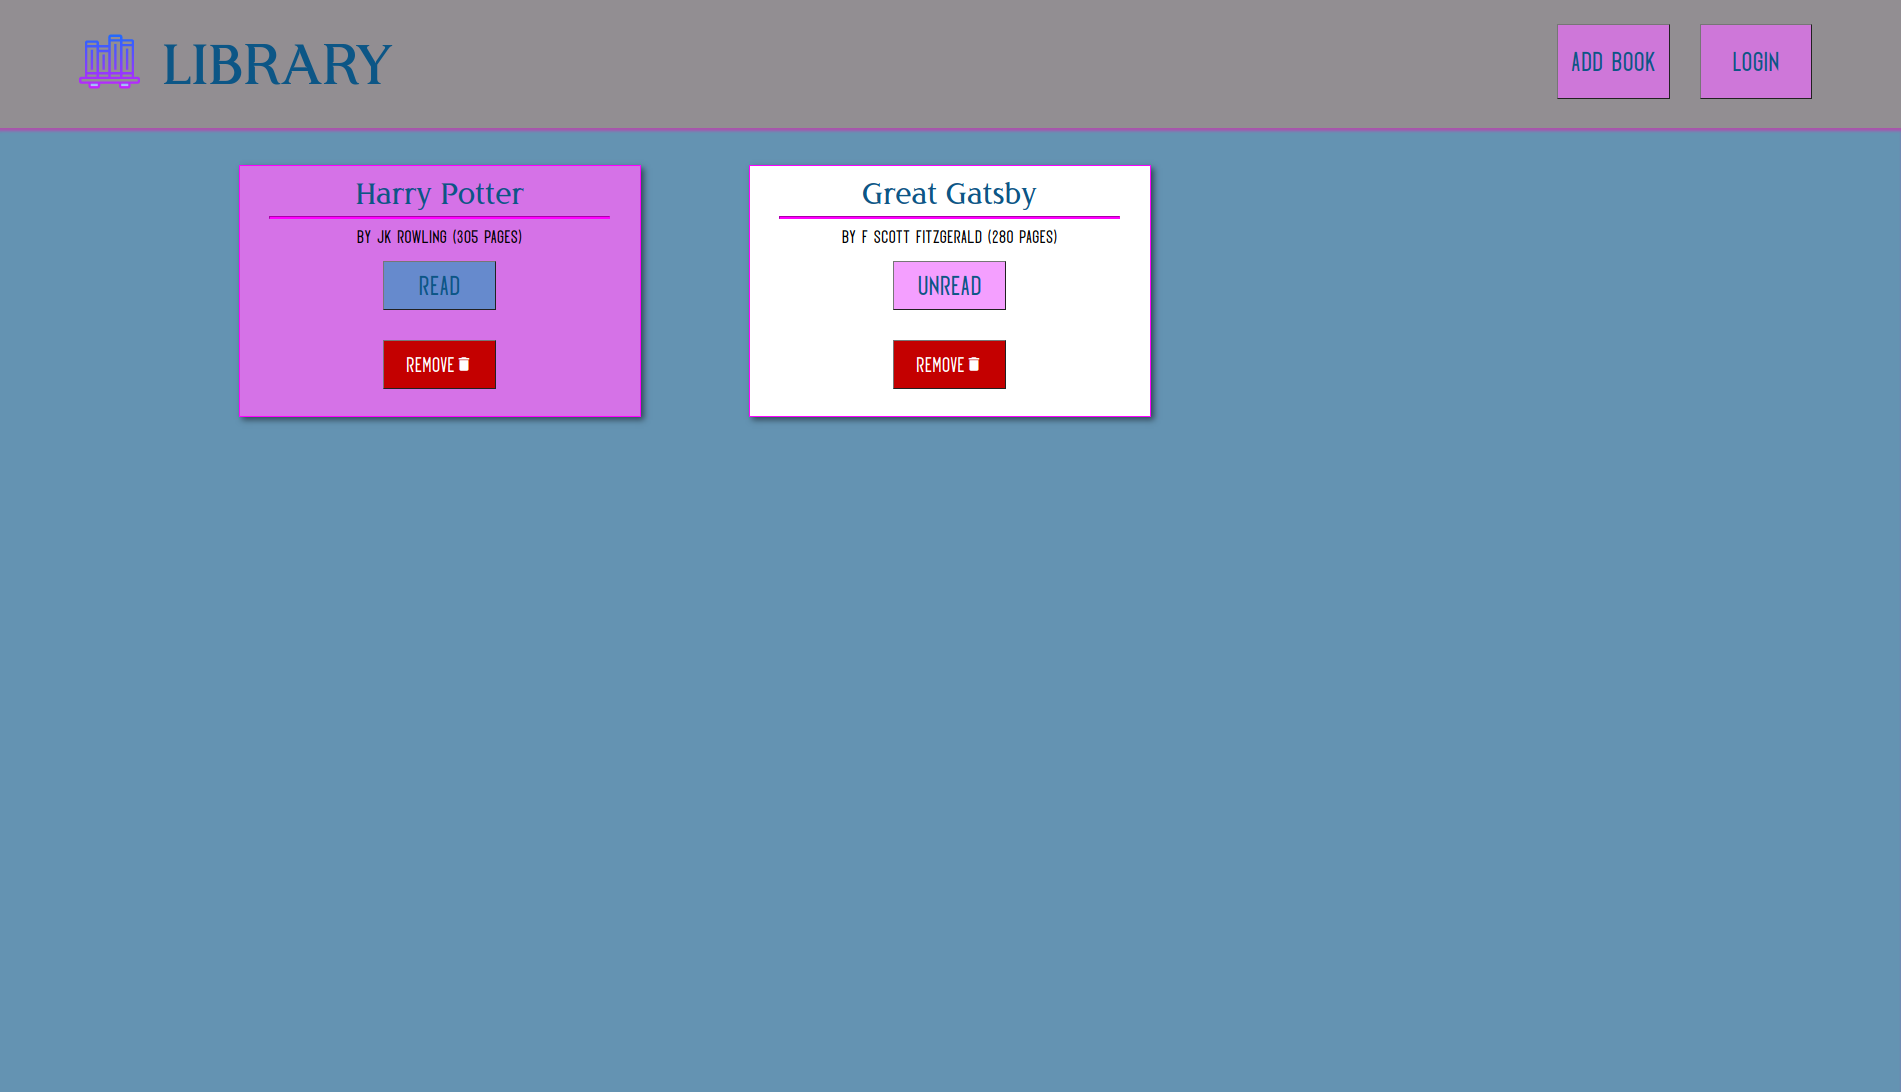 LIBRARY
ADD BOOK
LOGIN
Harry Potter
BY JK ROWLING (305 PAGES)
READ
REMOVE
Great Gatsby
BY F SCOTT FITZGERALD (280 PAGES)
UNREAD
REMOVE